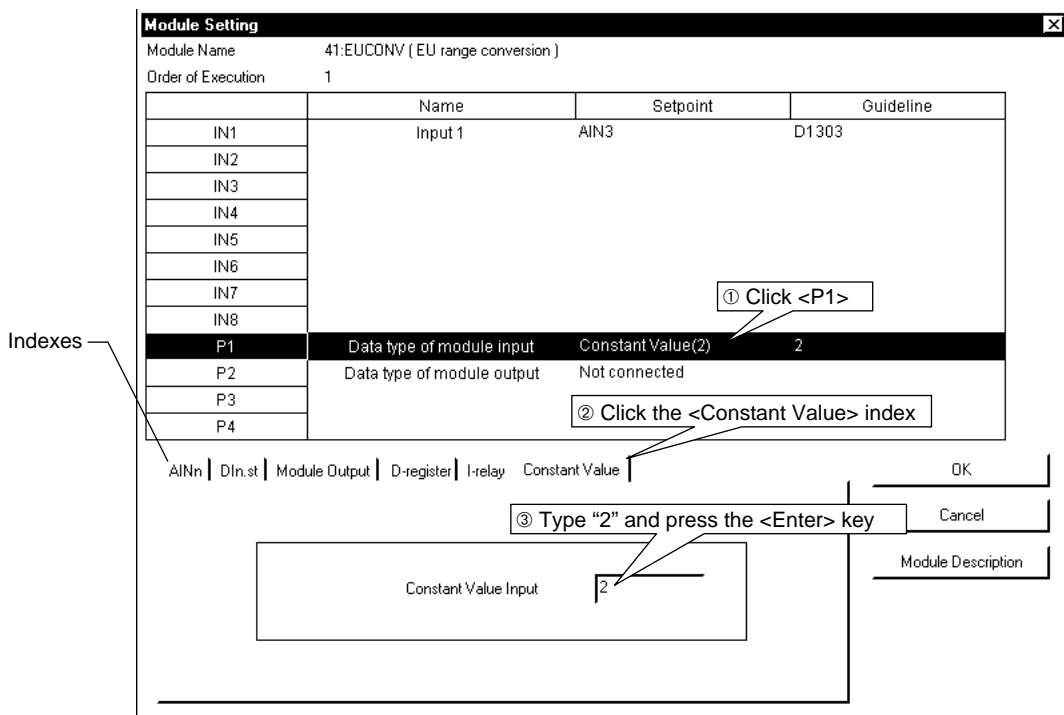 Module Setting
Module Name 41:EUCONV ( EU range conversion )
Order of Execution 1
Name Setpoint Guideline
IN1 Input 1 AIN3 D1303
IN2
IN3
IN4
IN5
IN6
IN7
① Click <P1>
IN8
Indexes
P1 Data type of module input Constant Value(2) 2
P2 Data type of module output Not connected
P3
② Click the <Constant Value> index
P4
AINn DIn.st Module Output D-register I-relay Constant Value
OK
③ Type “2” and press the <Enter> key
Cancel
Module Description
Constant Value Input 2